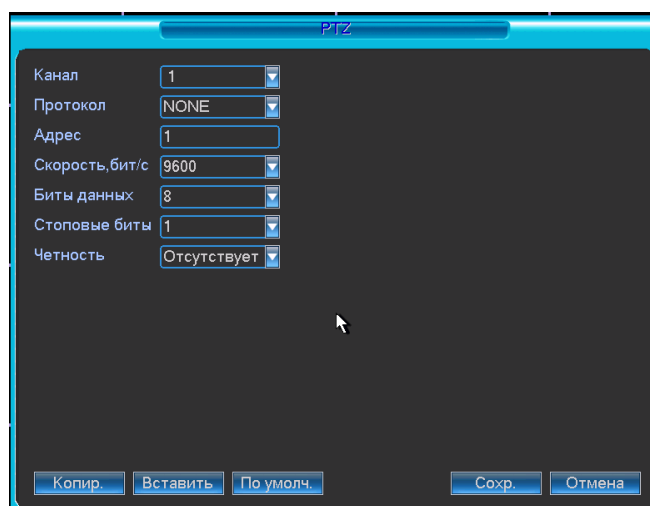 PTZ
Канал 1
Протокол NONE
Адрес 1
Скорость,бит/с 9600
Биты данных 8
Стоповые биты 1
Четность Отсутствует
Копир. Вставить По умолч. Сохр. Отмена